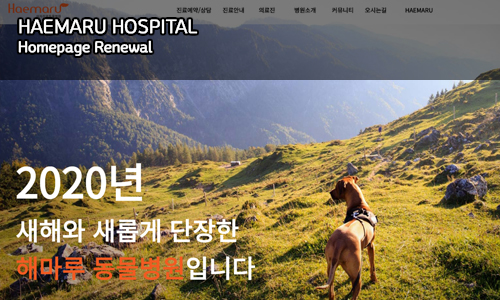 Haemaru
진료예약/상담 진료안내 의료진 병원소개 커뮤니티 오시는길 HAEMARU
HAEMARU HOSPITAL
Homepage Renewal
2020년
새해와 새롭게 단장한
해마루 동물병원입니다